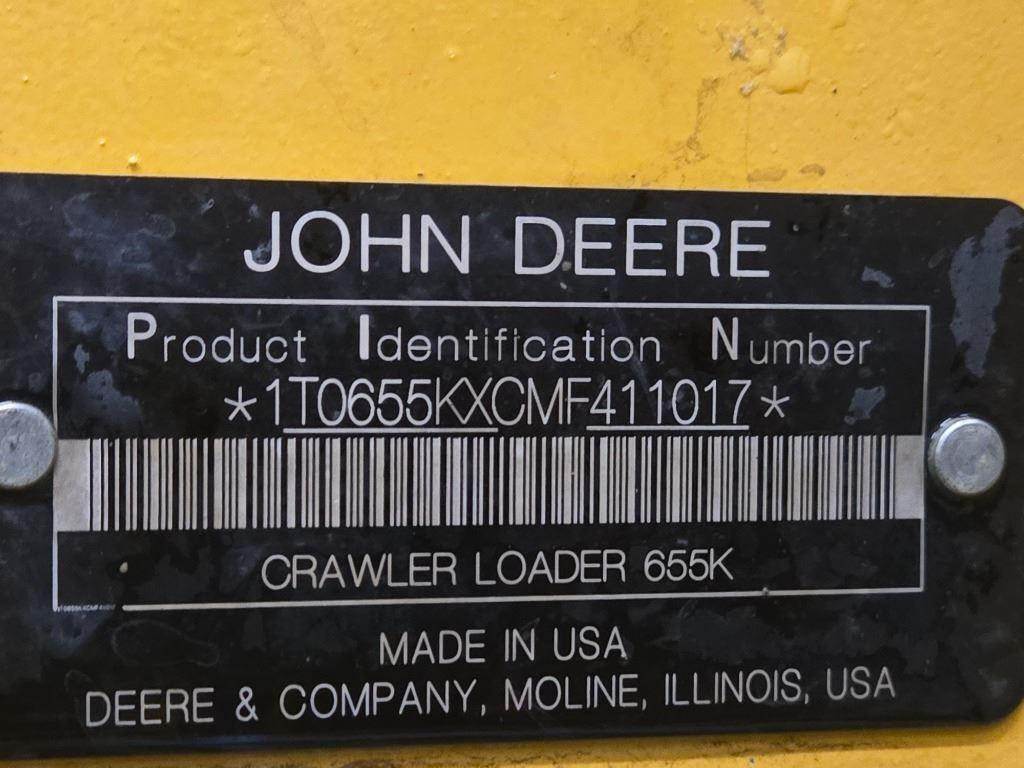 JOHN DEERE
Product Identification Number
*1T0655KXCMF411017*
CRAWLER LOADER 655K
MADE IN USA
DEERE & COMPANY, MOLINE, ILLINOIS, USA